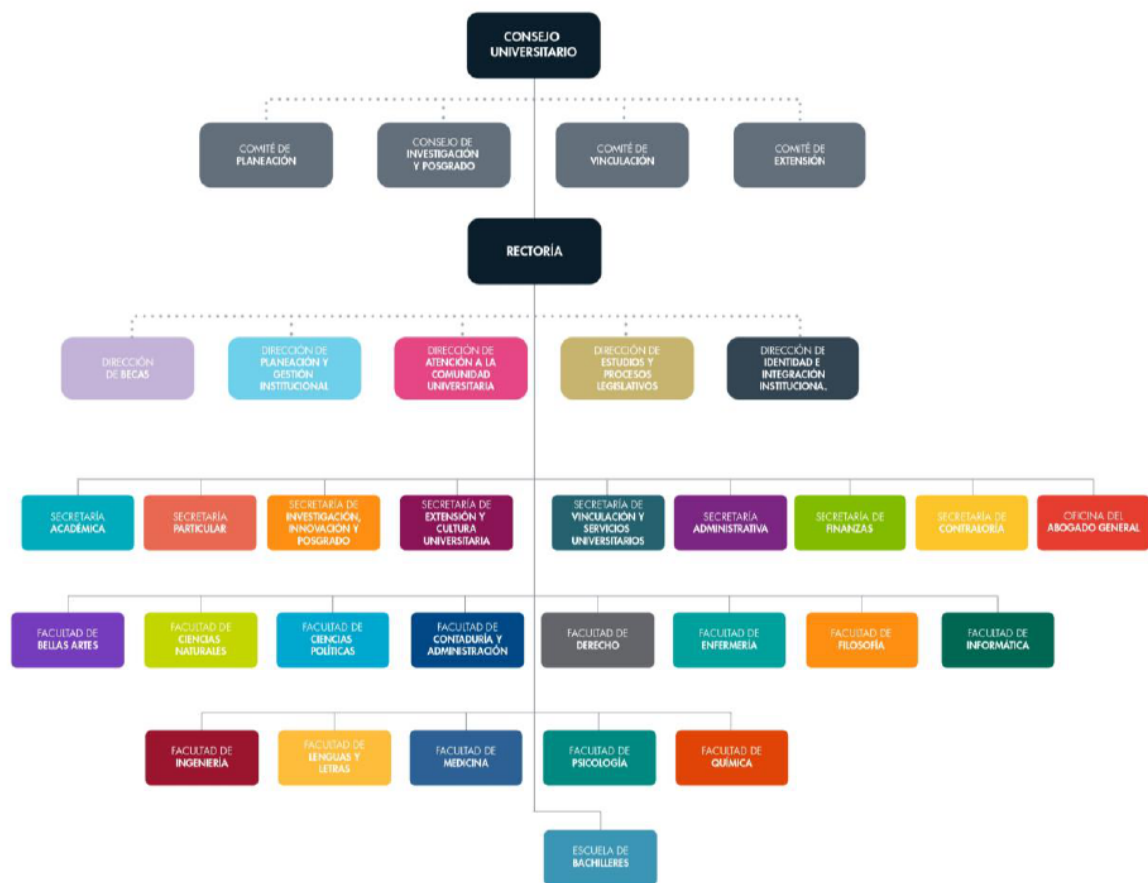 CONSEJO
UNIVERSITARIO
COMITÉ DE
PLANEACIÓN
CONSEJO DE
INVESTIGACIÓN
Y POSGRADO
COMITÉ DE
VINCULACIÓN
COMITÉ DE
EXTENSIÓN
RECTORÍA
DIRECCIÓN
DE BECAS
DIRECCIÓN DE
PLANEACIÓN Y
GESTIÓN
INSTITUCIONAL
DIRECCIÓN DE
ATENCIÓN A LA
COMUNIDAD
UNIVERSITARIA
DIRECCIÓN DE
ESTUDIOS Y
PROCESOS
LEGISLATIVOS
DIRECCIÓN DE
IDENTIDAD E
INTEGRACIÓN
INSTITUCIONA.
SECRETARÍA
ACADÉMICA
SECRETARÍA
PARTICULAR
SECRETARÍA DE
INVESTIGACIÓN,
INNOVACIÓN Y
POSGRADO
SECRETARÍA DE
EXTENSIÓN Y
CULTURA
UNIVERSITARIA
SECRETARÍA DE
VINCULACIÓN Y
SERVICIOS
UNIVERSITARIOS
SECRETARÍA
ADMINISTRATIVA
SECRETARÍA DE
FINANZAS
SECRETARÍA DE
CONTRALORÍA
OFICINA DEL
ABOGADO GENERAL
FACULTAD DE
BELLAS ARTES
FACULTAD DE
CIENCIAS
NATURALES
FACULTAD DE
CIENCIAS
POLÍTICAS
FACULTAD DE
CONTADURÍA Y
ADMINISTRACIÓN
FACULTAD DE
DERECHO
FACULTAD DE
ENFERMERÍA
FACULTAD DE
FILOSOFÍA
FACULTAD DE
INFORMÁTICA
FACULTAD DE
INGENIERÍA
FACULTAD DE
LENGUAS Y
LETRAS
FACULTAD DE
MEDICINA
FACULTAD DE
PSICOLOGÍA
FACULTAD DE
QUÍMICA
ESCUELA DE
BACHILLERES